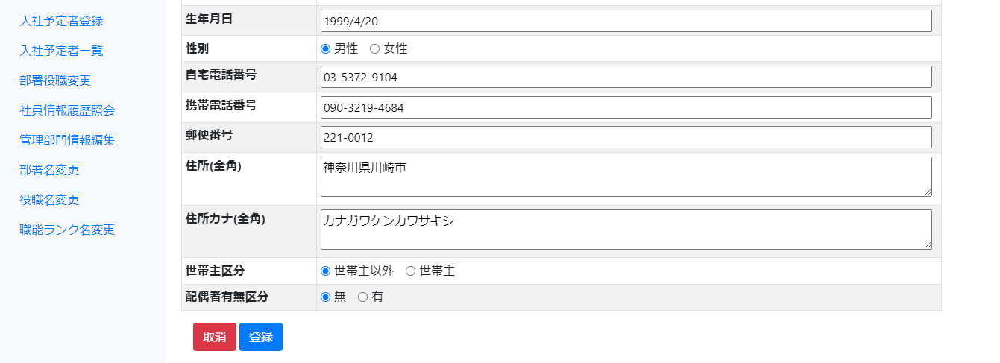 入社予定者登録
入社予定者一覧
部署役職変更
社員情報履歴照会
管理部門情報編集
部署名変更
役職名変更
職能ランク名変更
生年月日 1999/4/20
性別 男性 女性
自宅電話番号 03-5372-9104
携帯電話番号 090-3219-4684
郵便番号 221-0012
住所(全角) 神奈川県川崎市
住所カナ(全角) カナガワケンカワサキシ
世帯主区分 世帯主以外 世帯主
配偶者有無区分 無 有
取消 登録